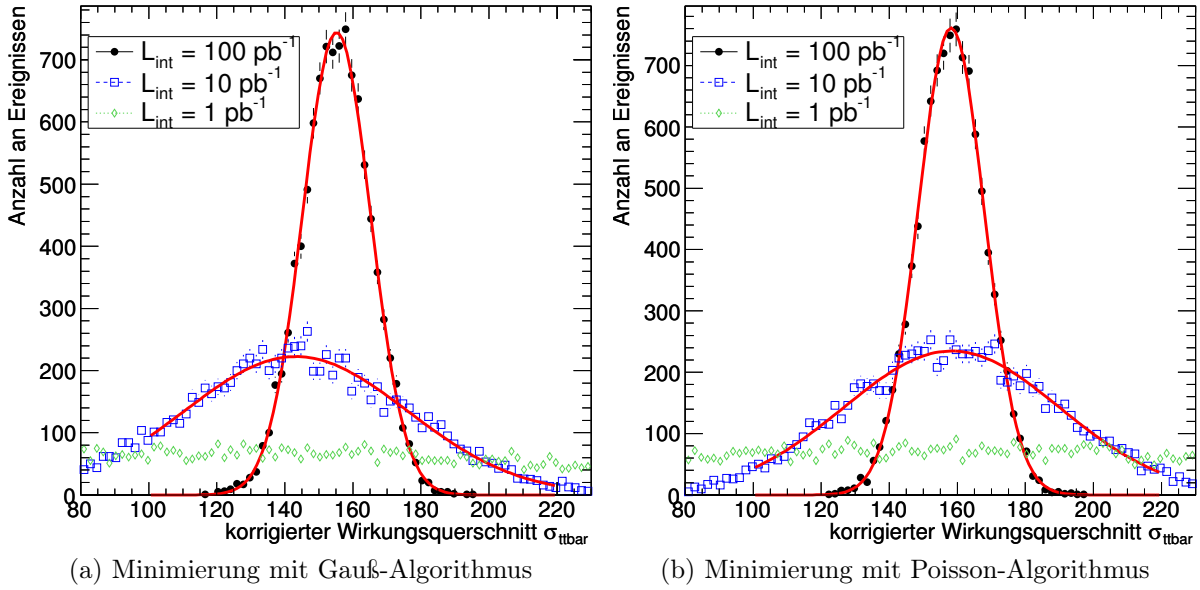 Anzahl an Ereignissen
700
600
500
400
300
200
100
0
L_int = 100 pb⁻¹
L_int = 10 pb⁻¹
L_int = 1 pb⁻¹
80 100 120 140 160 180 200 220
korrigierter Wirkungsquerschnitt σ_ttbar
(a) Minimierung mit Gauß-Algorithmus
Anzahl an Ereignissen
700
600
500
400
300
200
100
0
L_int = 100 pb⁻¹
L_int = 10 pb⁻¹
L_int = 1 pb⁻¹
80 100 120 140 160 180 200 220
korrigierter Wirkungsquerschnitt σ_ttbar
(b) Minimierung mit Poisson-Algorithmus